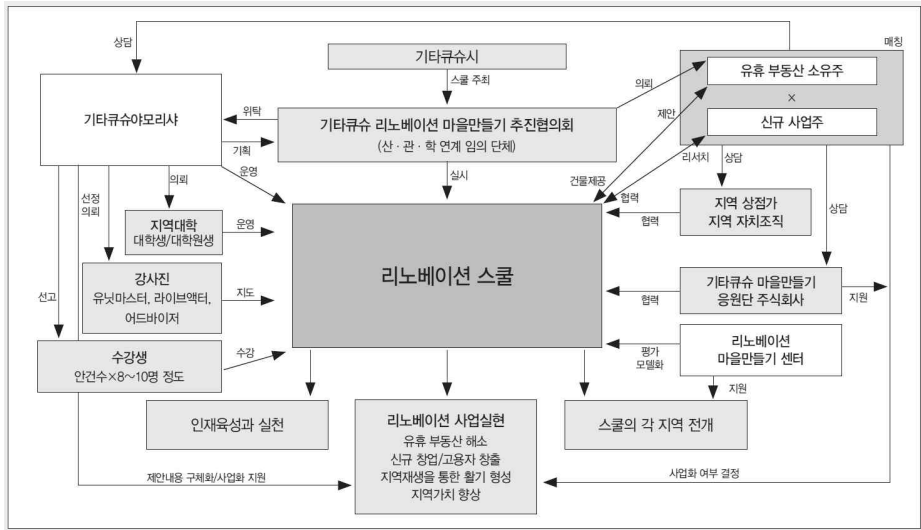 상담
매칭
기타큐슈시
유휴 부동산 소유주
×
신규 사업주
스쿨 주최
의뢰
제안
기타큐슈야모리샤
위탁
기획
기타큐슈 리노베이션 마을만들기 추진협의회
(산 · 관 · 학 연계 임의 단체)
운영
실시
건물제공
리서치
협력
상담
상담
의뢰
선정
의뢰
선고
지역대학
대학생/대학원생
운영
협력
지역 상점가
지역 자치조직
리노베이션 스쿨
강사진
유닛마스터, 라이브액터,
어드바이저
지도
협력
기타큐슈 마을만들기
응원단 주식회사
지원
수강생
안건수×8~10명 정도
수강
평가
모델화
리노베이션
마을만들기 센터
지원
인재육성과 실천
리노베이션 사업실현
유휴 부동산 해소
신규 창업/고용자 창출
지역재생을 통한 활기 형성
지역가치 향상
스쿨의 각 지역 전개
제안내용 구체화/사업화 지원
사업화 여부 결정